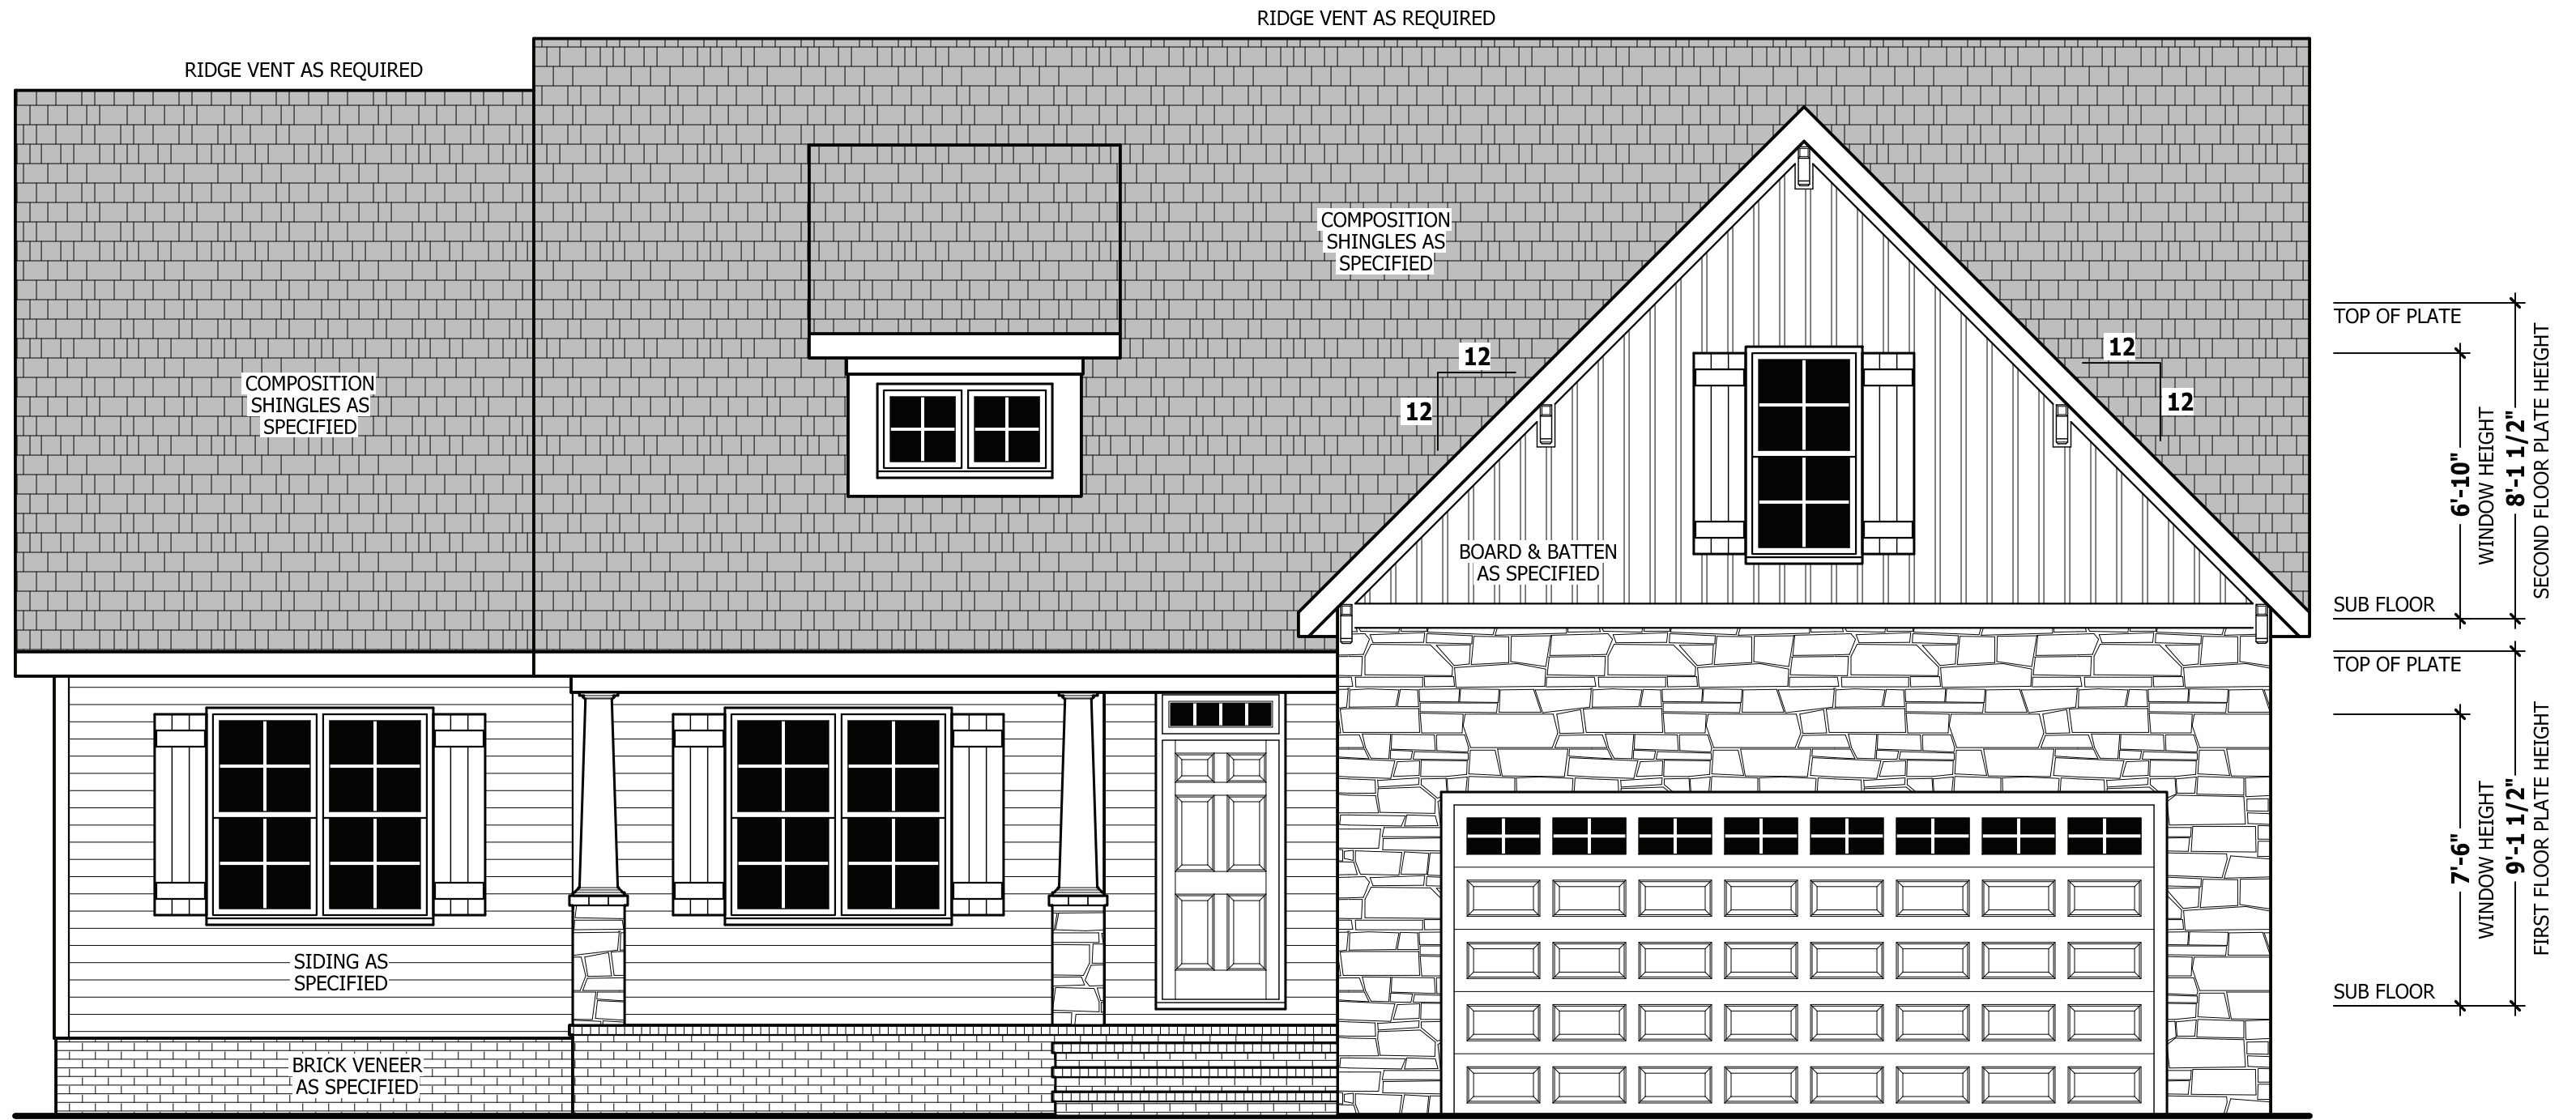 RIDGE VENT AS REQUIRED
RIDGE VENT AS REQUIRED
COMPOSITION
SHINGLES AS
SPECIFIED
COMPOSITION
SHINGLES AS
SPECIFIED
12
12
12
12
BOARD & BATTEN
AS SPECIFIED
SIDING AS
SPECIFIED
BRICK VENEER
AS SPECIFIED
TOP OF PLATE
6'-10"
WINDOW HEIGHT
8'-1 1/2"
SECOND FLOOR PLATE HEIGHT
SUB FLOOR
TOP OF PLATE
7'-6"
WINDOW HEIGHT
9'-1 1/2"
FIRST FLOOR PLATE HEIGHT
SUB FLOOR